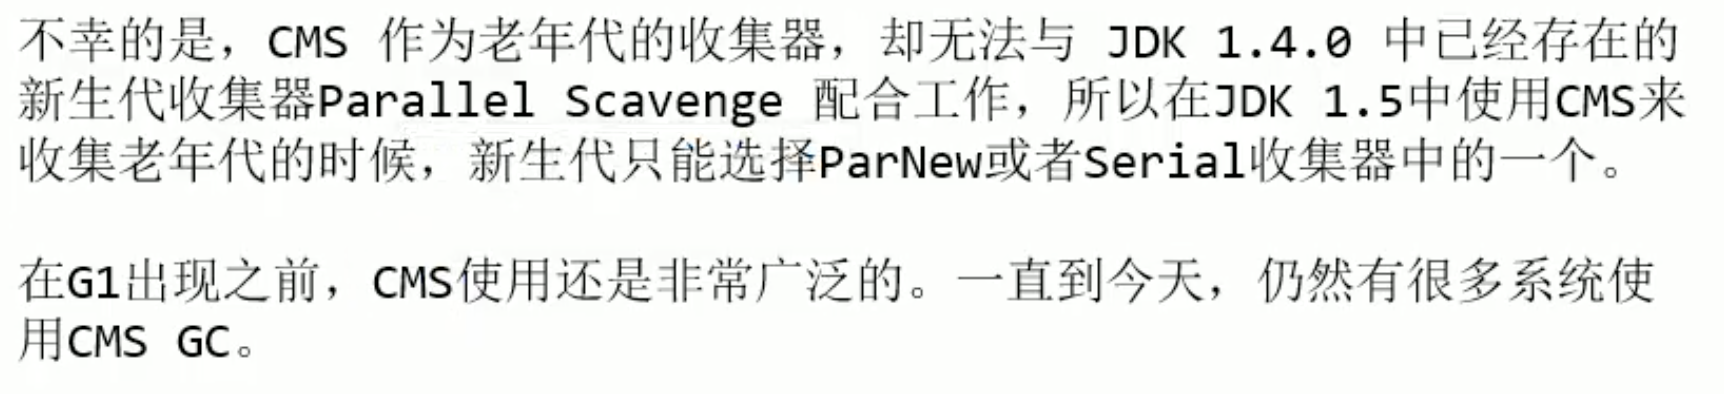 不幸的是，CMS 作为老年代的收集器，却无法与 JDK 1.4.0 中已经存在的
新生代收集器Parallel Scavenge 配合工作，所以在JDK 1.5中使用CMS来
收集老年代的时候，新生代只能选择ParNew或者Serial收集器中的一个。
在G1出现之前，CMS使用还是非常广泛的。一直到今天，仍然有很多系统使
用CMS GC。